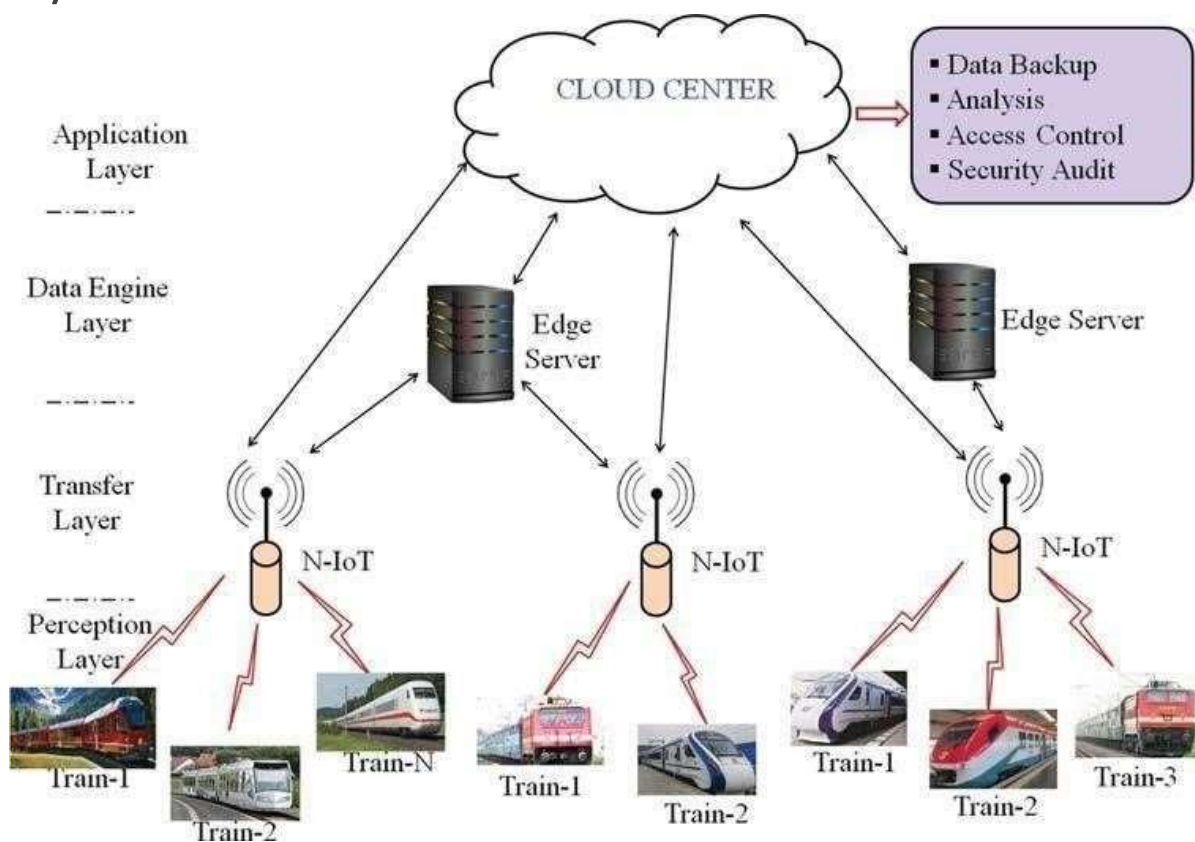 CLOUD CENTER
▪ Data Backup
▪ Analysis
▪ Access Control
▪ Security Audit
Application
Layer
Data Engine
Layer
Edge
Server
Edge Server
Transfer
Layer
N-IoT
N-IoT
N-IoT
Perception
Layer
Train-1
Train-2
Train-N
Train-1
Train-2
Train-1
Train-2
Train-3